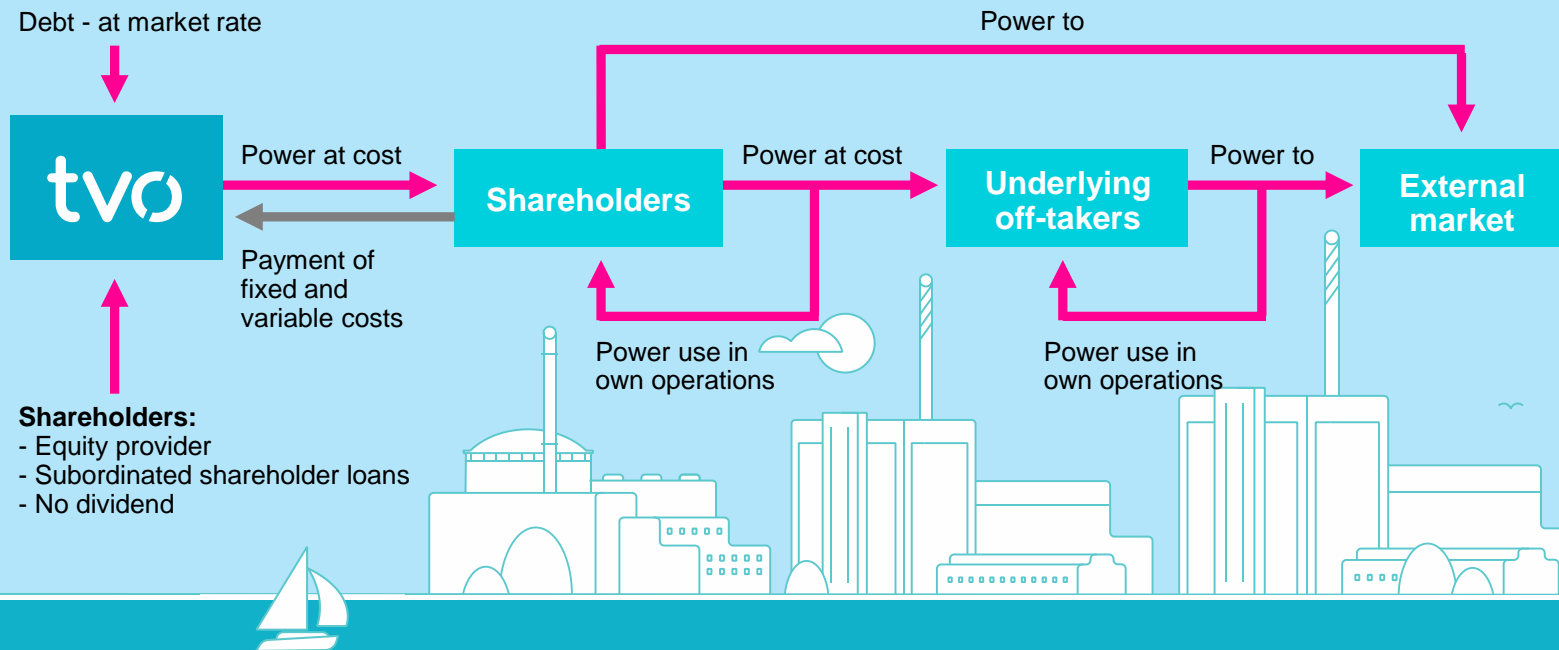 Debt - at market rate
Power to
tvo
Power at cost
Shareholders
Power at cost
Underlying
off-takers
Power to
External
market
Payment of
fixed and
variable costs
Power use in
own operations
Power use in
own operations
Shareholders:
- Equity provider
- Subordinated shareholder loans
- No dividend